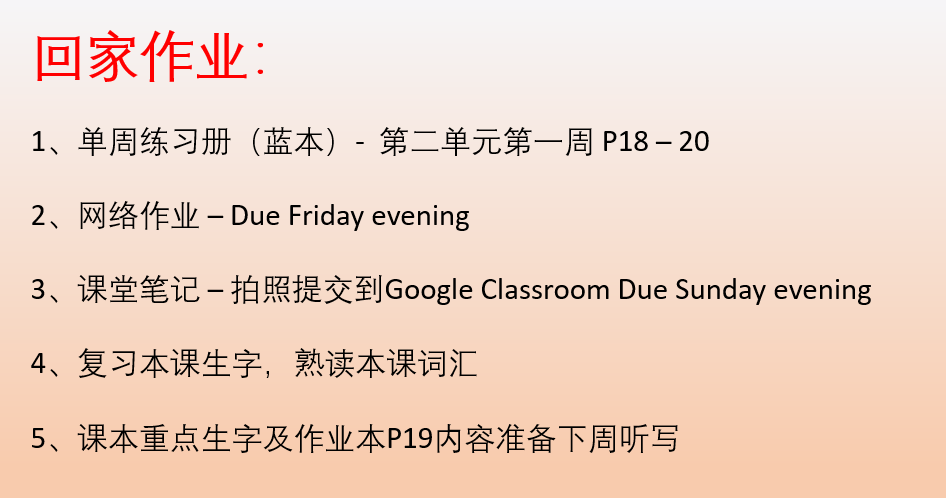 回家作业：
1、单周练习册（蓝本）- 第二单元第一周 P18 – 20
2、网络作业 – Due Friday evening
3、课堂笔记 – 拍照提交到Google Classroom Due Sunday evening
4、复习本课生字，熟读本课词汇
5、课本重点生字及作业本P19内容准备下周听写